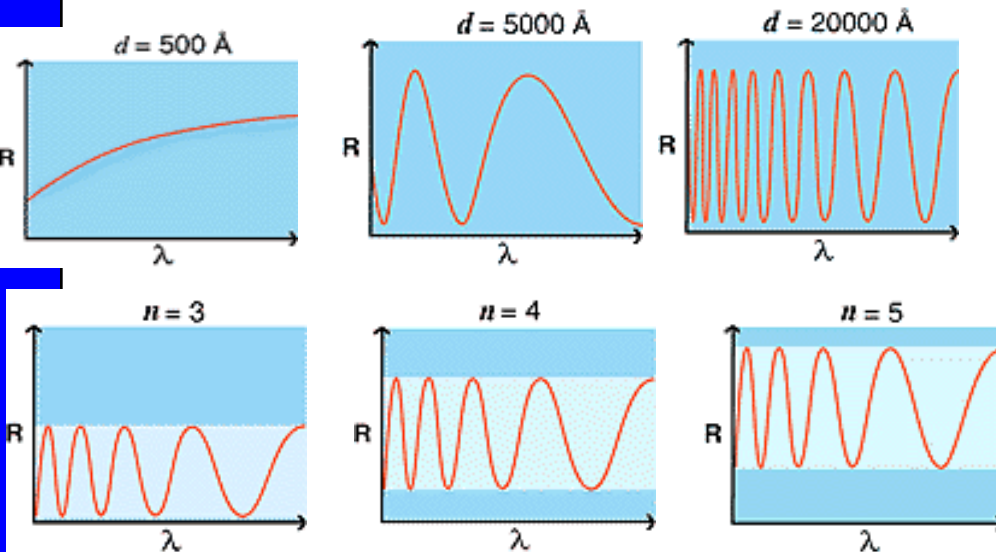 d = 500 Å
d = 5000 Å
d = 20000 Å
R
R
R
λ
λ
λ
n = 3
n = 4
n = 5
R
R
R
λ
λ
λ